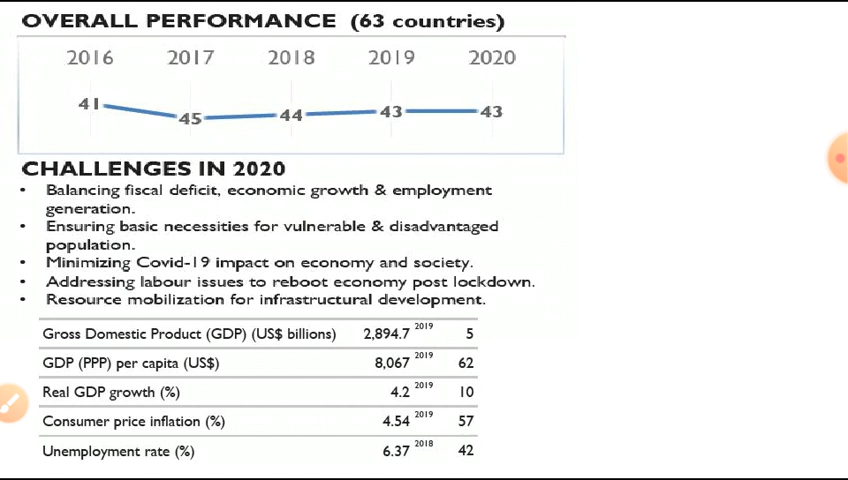 OVERALL PERFORMANCE (63 countries)
2016 2017 2018 2019 2020
41 45 44 43 43
CHALLENGES IN 2020
• Balancing fiscal deficit, economic growth & employment
generation.
• Ensuring basic necessities for vulnerable & disadvantaged
population.
• Minimizing Covid-19 impact on economy and society.
• Addressing labour issues to reboot economy post lockdown.
• Resource mobilization for infrastructural development.
Gross Domestic Product (GDP) (US$ billions) 2,894.7 2019 5
GDP (PPP) per capita (US$) 8,067 2019 62
Real GDP growth (%) 4.2 2019 10
Consumer price inflation (%) 4.54 2019 57
Unemployment rate (%) 6.37 2018 42